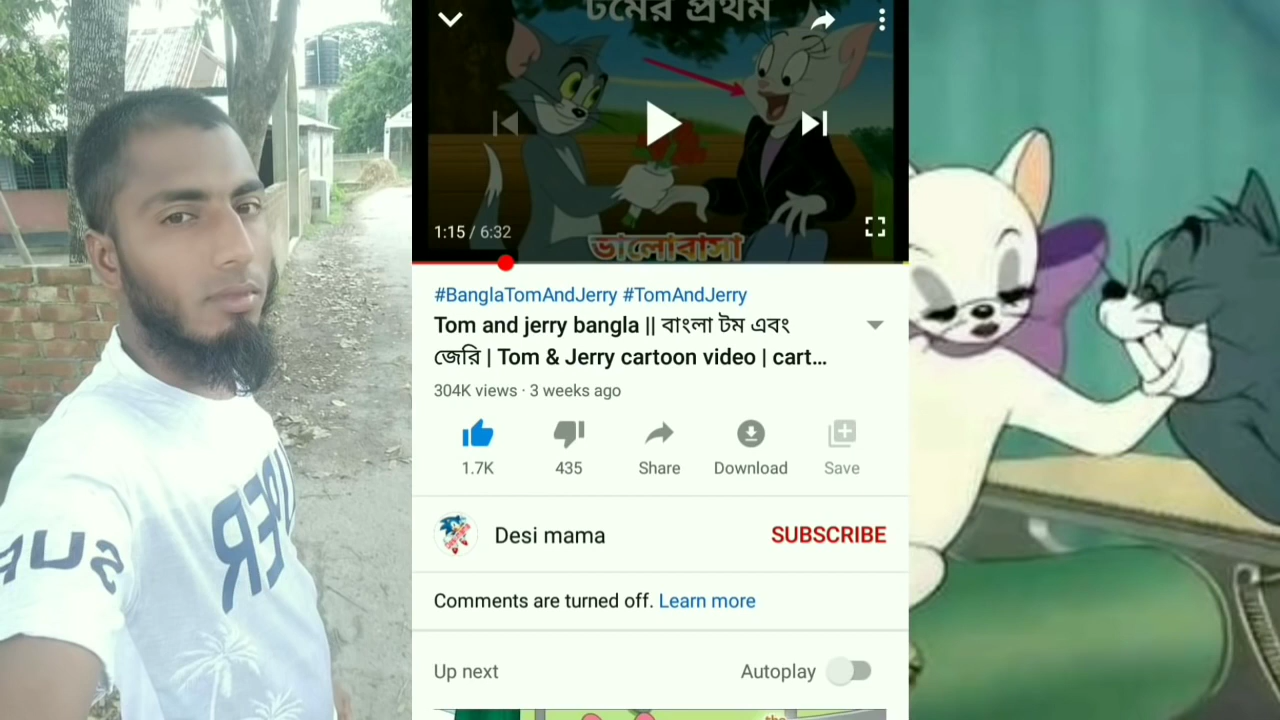 টমের প্রথম
ভালোবাসা
1:15 / 6:32
#BanglaTomAndJerry #TomAndJerry
Tom and jerry bangla || বাংলা টম এবং
জেরি | Tom & Jerry cartoon video | cart...
304K views · 3 weeks ago
1.7K 435 Share Download Save
Desi mama SUBSCRIBE
Comments are turned off. Learn more
Up next Autoplay
the